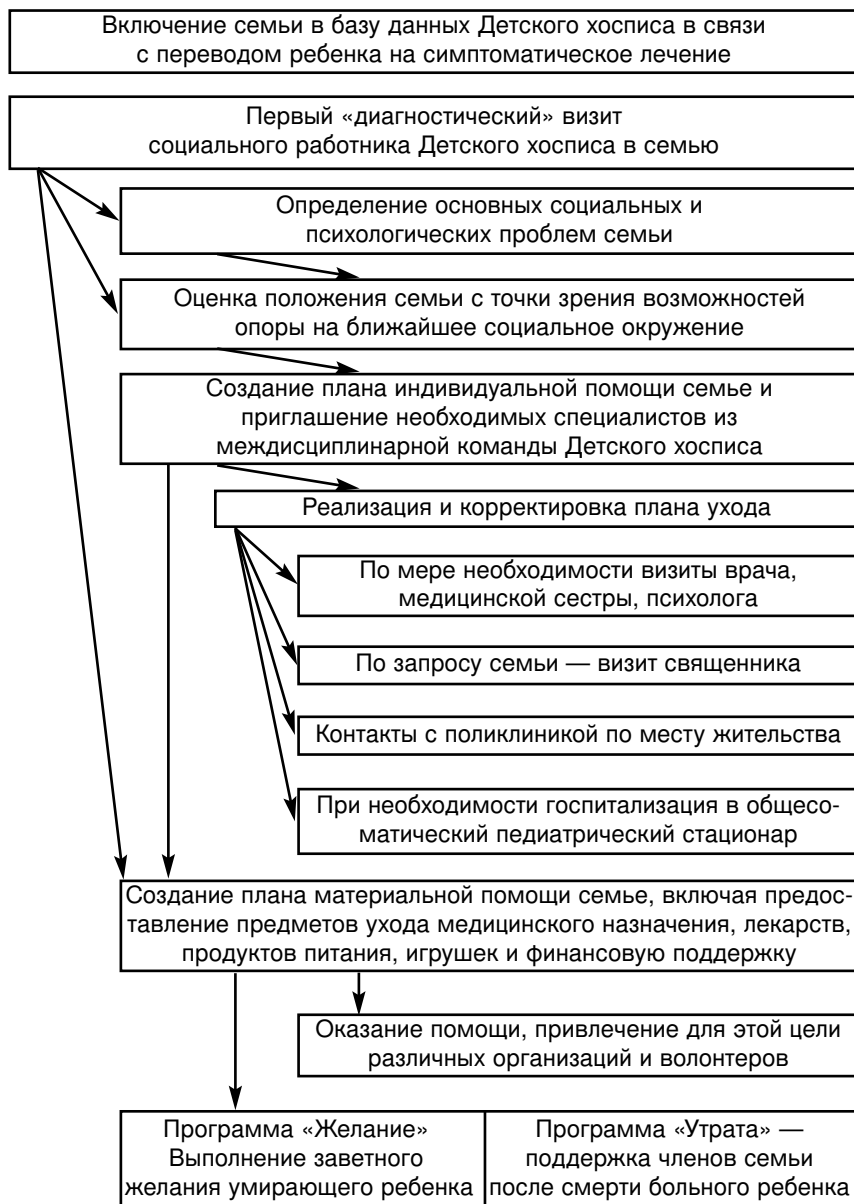 Включение семьи в базу данных Детского хосписа в связи
с переводом ребенка на симптоматическое лечение
Первый «диагностический» визит
социального работника Детского хосписа в семью
Определение основных социальных и
психологических проблем семьи
Оценка положения семьи с точки зрения возможностей
опоры на ближайшее социальное окружение
Создание плана индивидуальной помощи семье и
приглашение необходимых специалистов из
междисциплинарной команды Детского хосписа
Реализация и корректировка плана ухода
По мере необходимости визиты врача,
медицинской сестры, психолога
По запросу семьи — визит священника
Контакты с поликлиникой по месту жительства
При необходимости госпитализация в общесо-
матический педиатрический стационар
Создание плана материальной помощи семье, включая предос-
тавление предметов ухода медицинского назначения, лекарств,
продуктов питания, игрушек и финансовую поддержку
Оказание помощи, привлечение для этой цели
различных организаций и волонтеров
Программа «Желание»
Выполнение заветного
желания умирающего ребенка
Программа «Утрата» —
поддержка членов семьи
после смерти больного ребенка